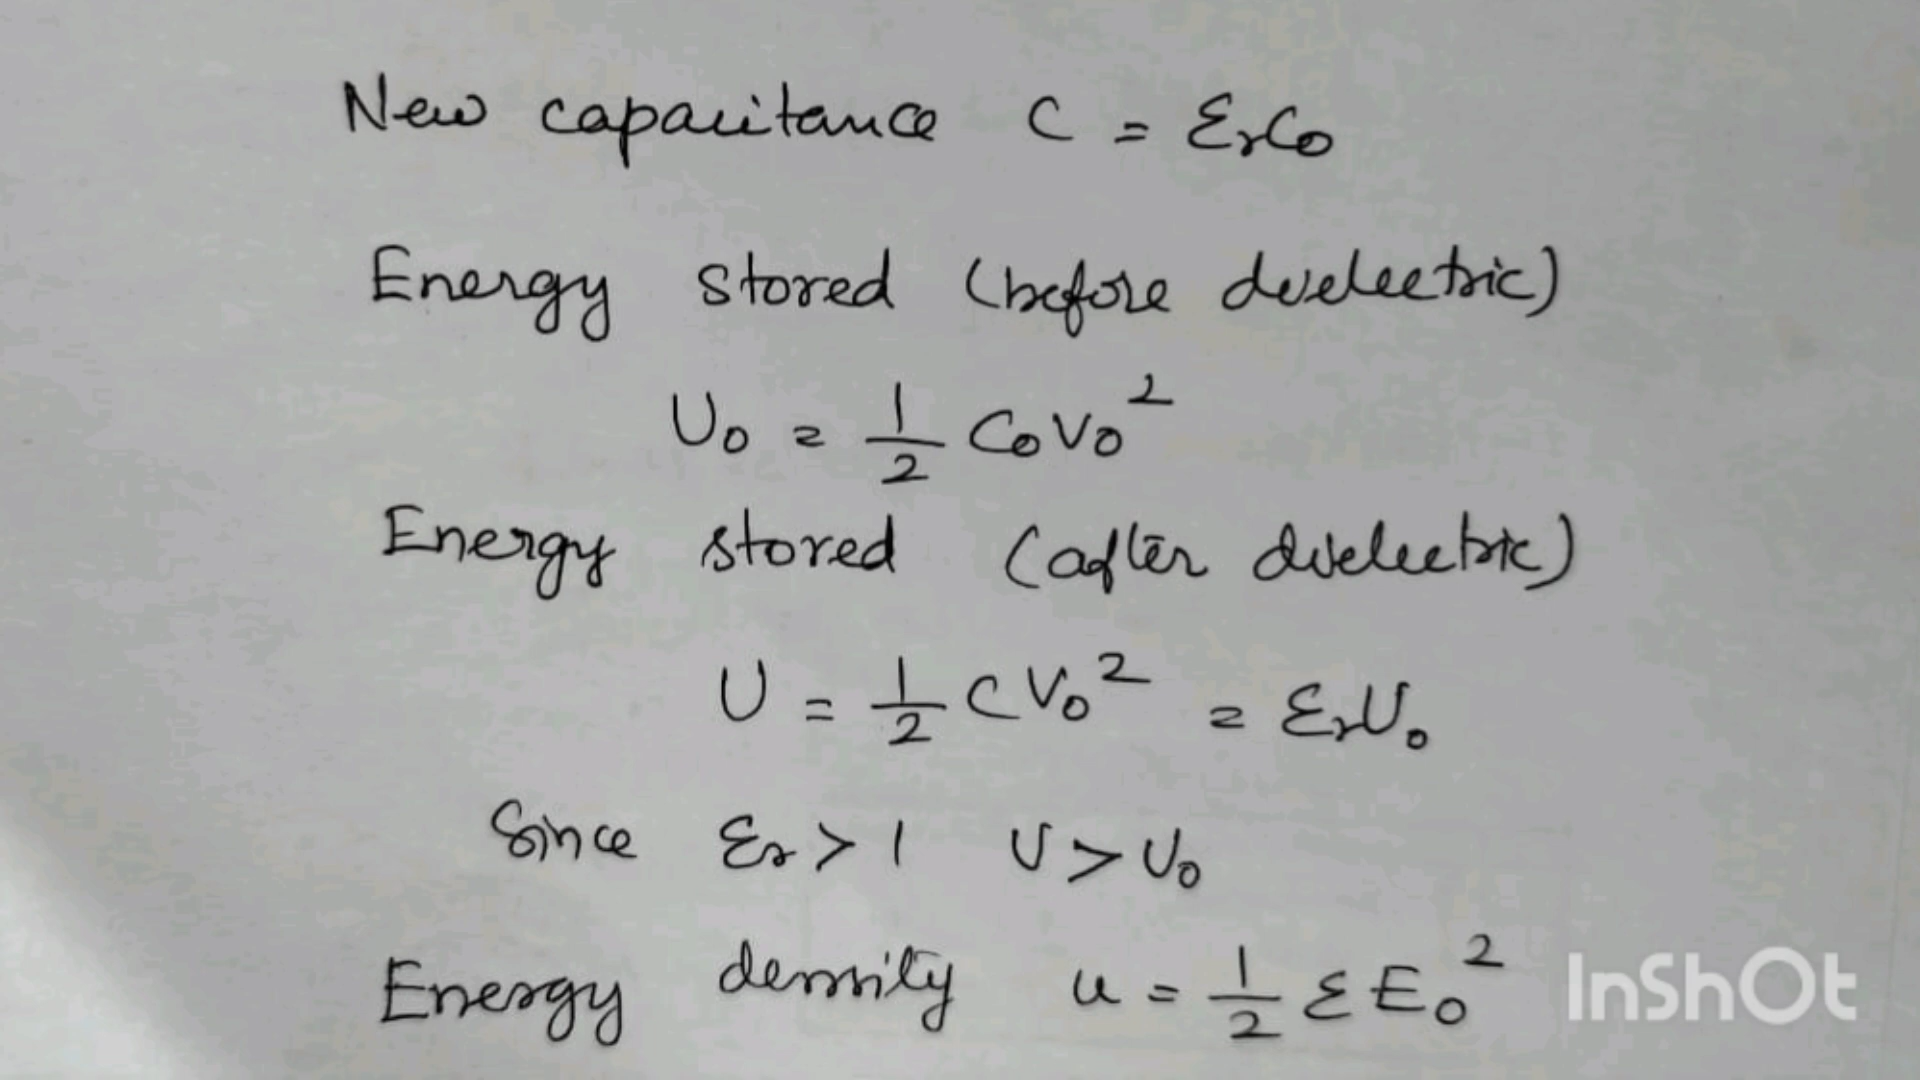 New capacitance C = εrC₀
Energy stored (before dielectric)
U₀ = 1/2 C₀V₀²
Energy stored (after dielectric)
U = 1/2 CV₀² = εrU₀
Since εr > 1 U > U₀
Energy density u = 1/2 εE₀²
InShOt